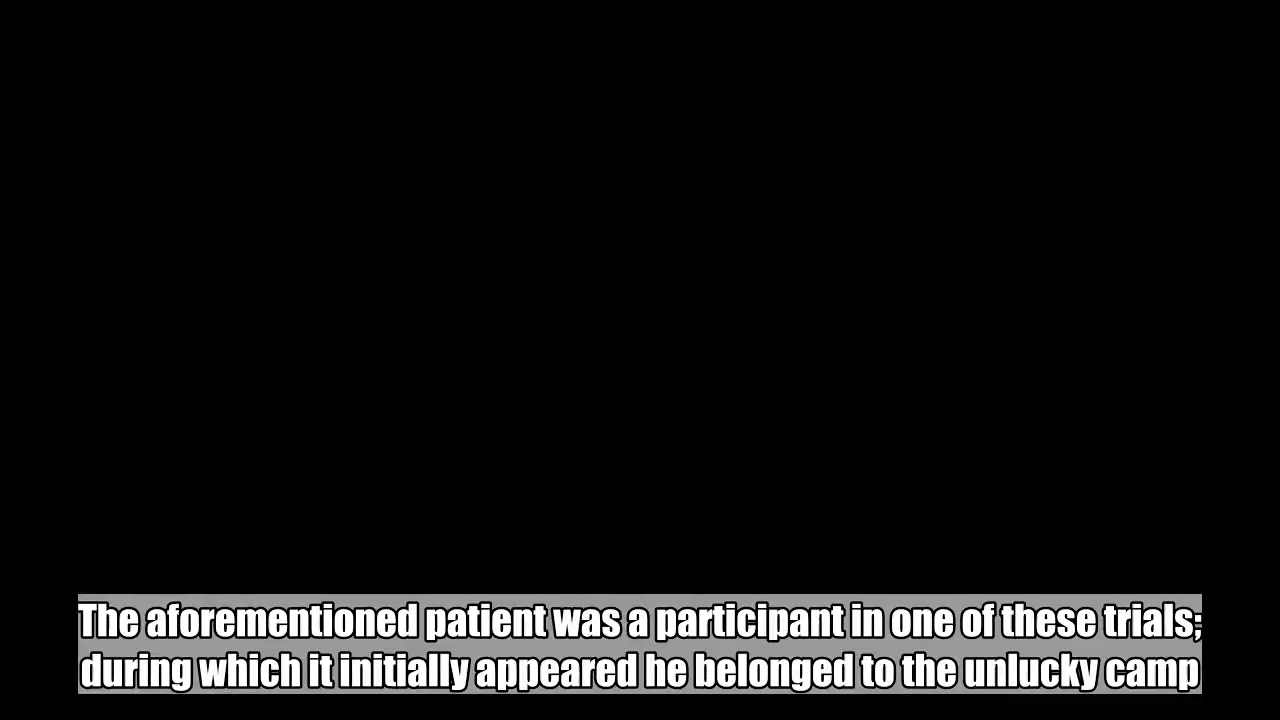 The aforementioned patient was a participant in one of these trials;
during which it initially appeared he belonged to the unlucky camp